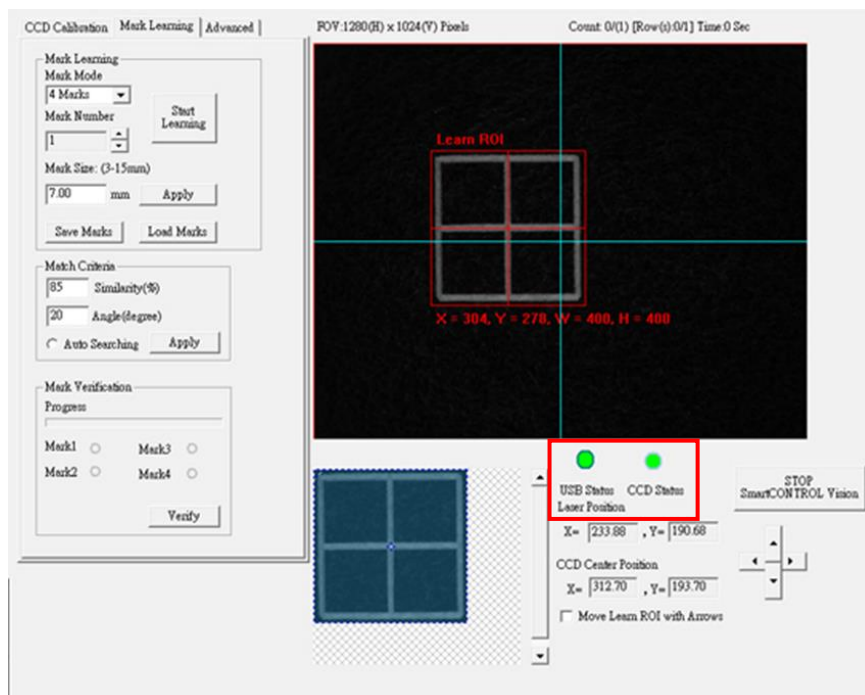 CCD Calibration
Mark Learning
Advanced
Mark Learning
Mark Mode
4 Marks
Start Learning
Mark Number
1
Mark Size: (3-15mm)
7.00 mm Apply
Save Marks Load Marks
Match Criteria
85 Similarity(%)
20 Angle(degree)
Auto Searching Apply
Mark Verification
Progress
Mark1 Mark3
Mark2 Mark4
Verify
FOV:1280(H) x 1024(V) Pixels Count: 0/(1) [Row(s):0/1] Time:0 Sec
Learn ROI
X = 304, Y = 278, W = 400, H = 400
USB Status CCD Status
Laser Position
X= 233.88 , Y= 190.68
CCD Center Position
X= 312.70 , Y= 193.70
Move Learn ROI with Arrows
STOP
SmartCONTROL Vision